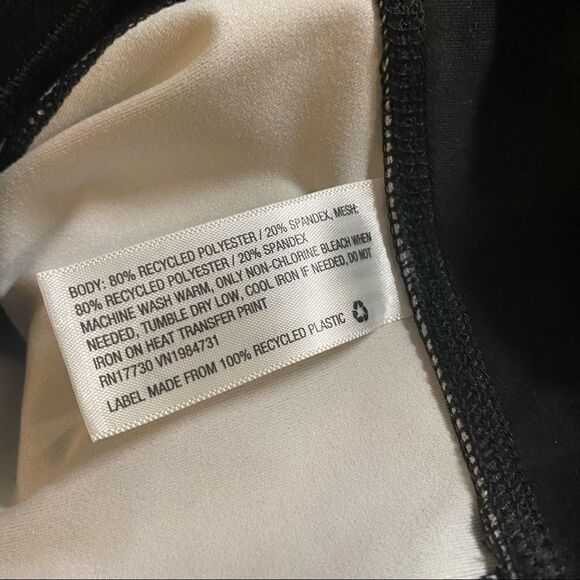 BODY: 80% RECYCLED POLYESTER / 20% SPANDEX, MESH:
80% RECYCLED POLYESTER / 20% SPANDEX
MACHINE WASH WARM, ONLY NON-CHLORINE BLEACH WHEN
NEEDED, TUMBLE DRY LOW, COOL IRON IF NEEDED, DO NOT
IRON ON HEAT TRANSFER PRINT
RN17730 VN1984731
LABEL MADE FROM 100% RECYCLED PLASTIC